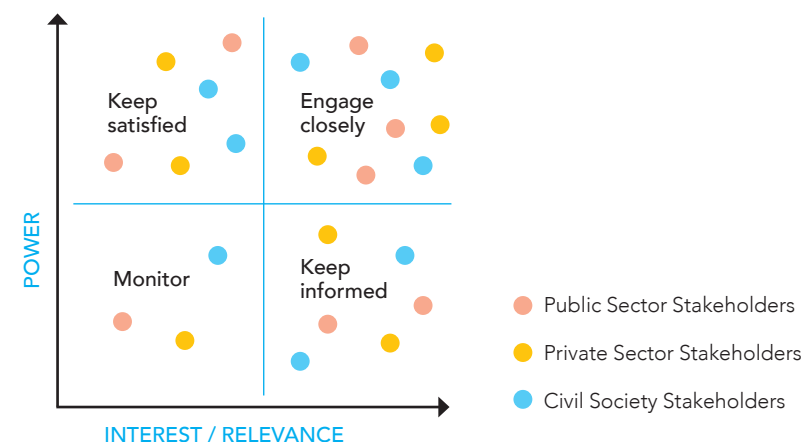 Keep
satisfied
Engage
closely
POWER
Monitor
Keep
informed
Public Sector Stakeholders
Private Sector Stakeholders
Civil Society Stakeholders
INTEREST / RELEVANCE